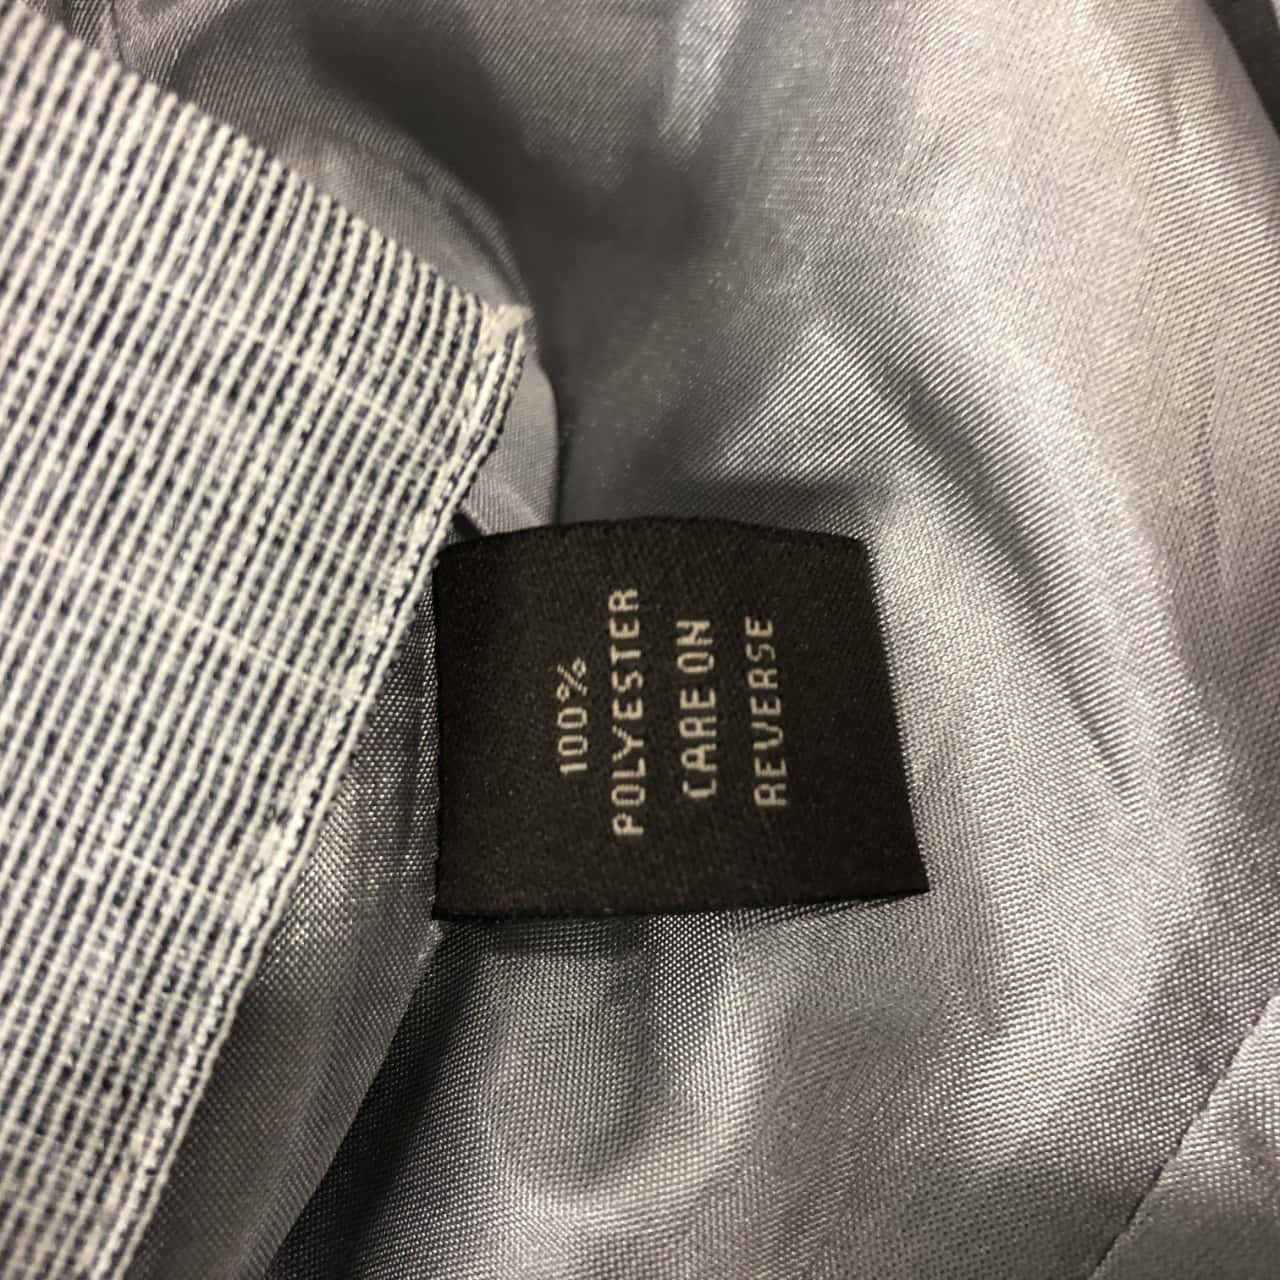 100%
POLYESTER
CARE ON
REVERSE